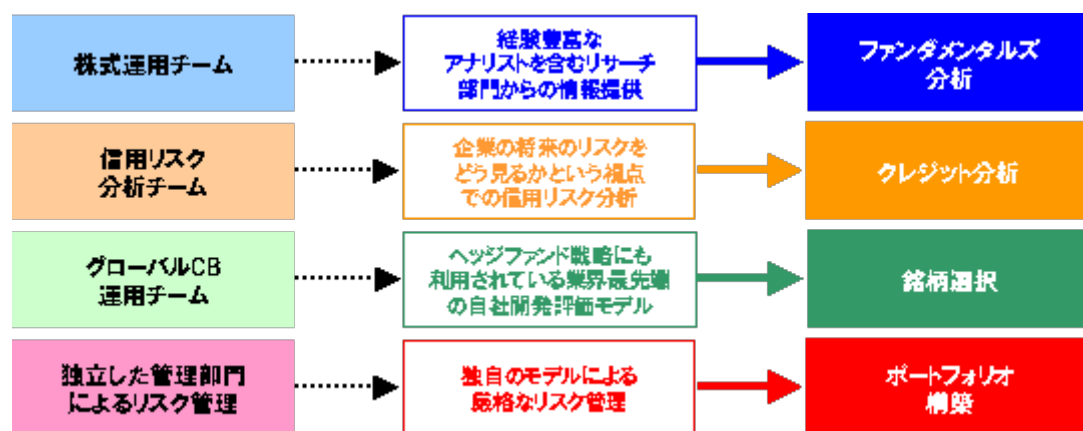 株式運用チーム
経験豊富な
アナリストを含むリサーチ
部門からの情報提供
ファンダメンタルズ
分析
信用リスク
分析チーム
企業の将来のリスクを
どう見るかという視点
での信用リスク分析
クレジット分析
グローバルCB
運用チーム
ヘッジファンド戦略にも
利用されている業界最先端
の自社開発評価モデル
銘柄選択
独立した管理部門
によるリスク管理
独自のモデルによる
厳格なリスク管理
ポートフォリオ
構築